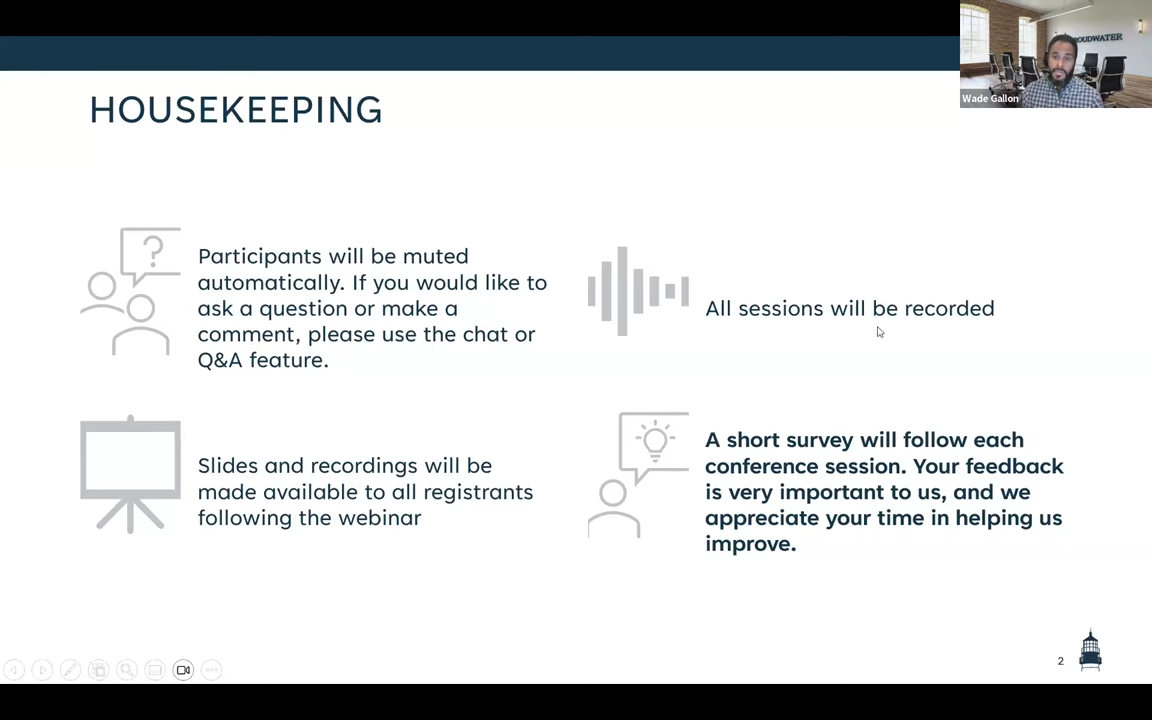 OUDWATER
Wade Gallon
HOUSEKEEPING
?
Participants will be muted
automatically. If you would like to
ask a question or make a
comment, please use the chat or
Q&A feature.
All sessions will be recorded
Slides and recordings will be
made available to all registrants
following the webinar
A short survey will follow each
conference session. Your feedback
is very important to us, and we
appreciate your time in helping us
improve.
2